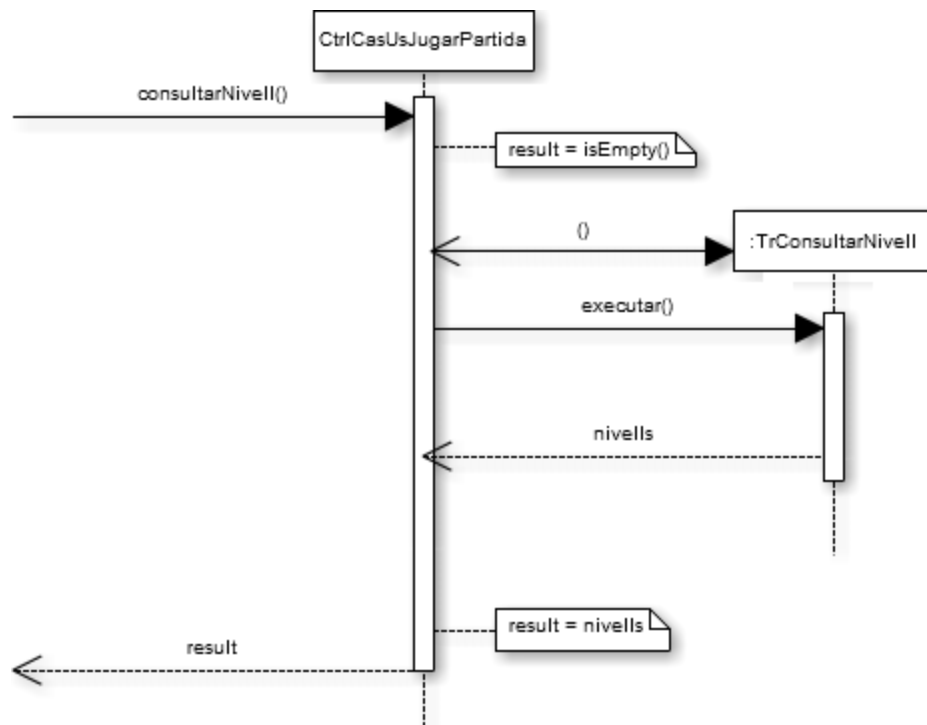 CtrlCasUsJugarPartida
consultarNivell()
result = isEmpty()
()
:TrConsultarNivell
executar()
nivells
result = nivells
result